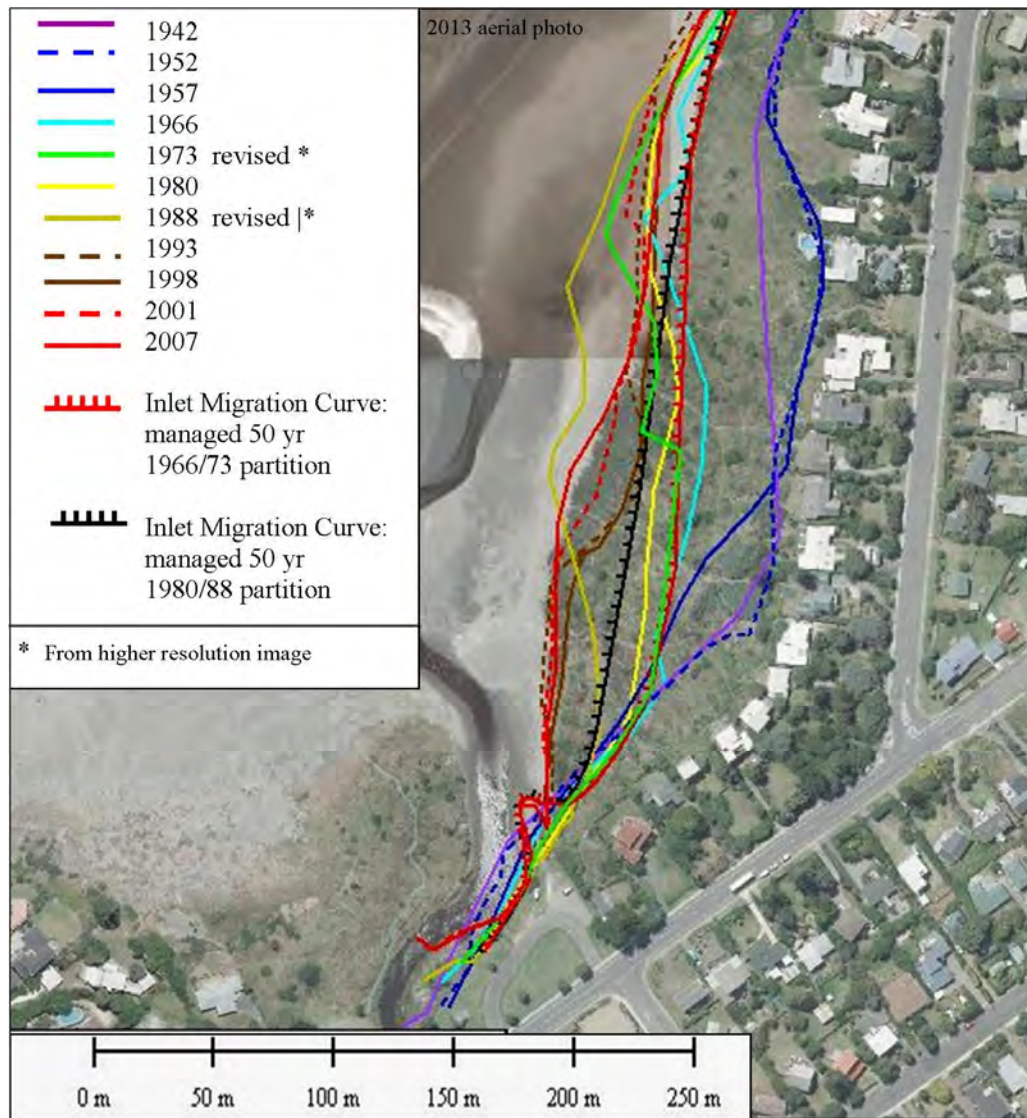 1942
1952
1957
1966
1973 revised *
1980
1988 revised |*
1993
1998
2001
2007
Inlet Migration Curve:
managed 50 yr
1966/73 partition
Inlet Migration Curve:
managed 50 yr
1980/88 partition
* From higher resolution image
2013 aerial photo
0 m 50 m 100 m 150 m 200 m 250 m